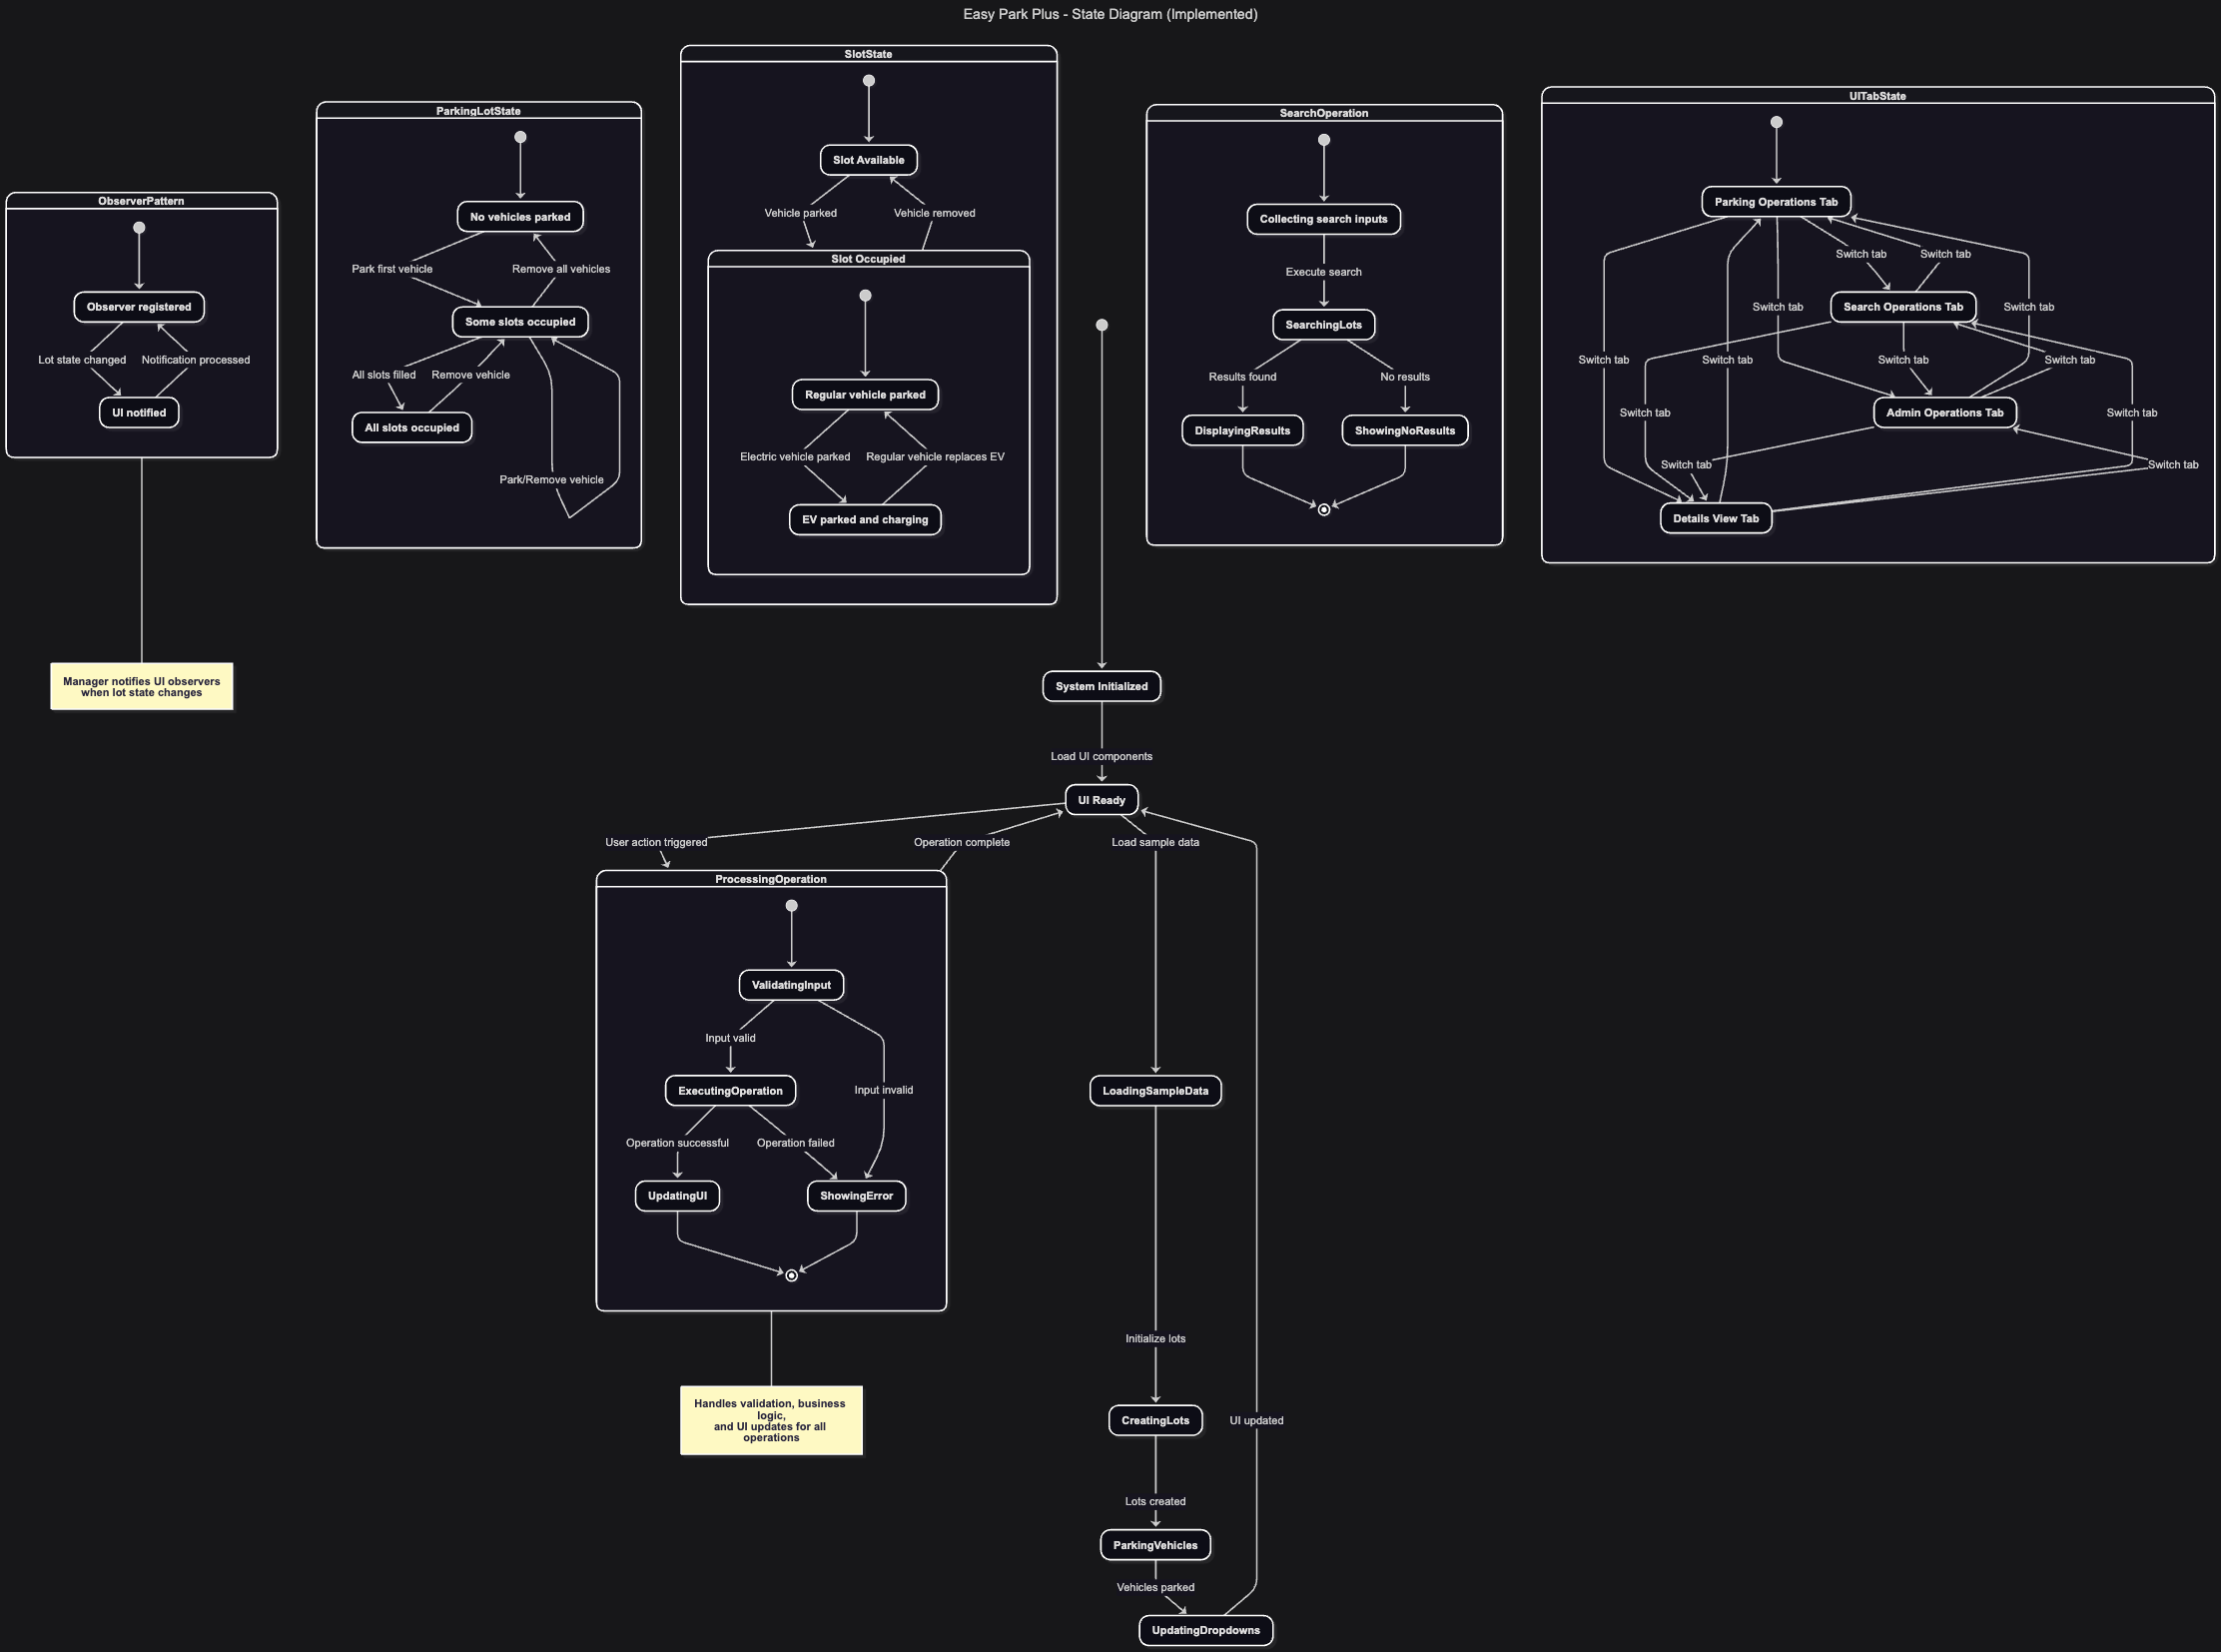 Easy Park Plus - State Diagram (Implemented)
ObserverPattern
Observer registered
Lot state changed
Notification processed
UI notified
Manager notifies UI observers
when lot state changes
ParkingLotState
No vehicles parked
Park first vehicle
Remove all vehicles
Some slots occupied
All slots filled
Remove vehicle
All slots occupied
Park/Remove vehicle
SlotState
Slot Available
Vehicle parked
Vehicle removed
Slot Occupied
Regular vehicle parked
Electric vehicle parked
Regular vehicle replaces EV
EV parked and charging
SearchOperation
Collecting search inputs
Execute search
SearchingLots
Results found
No results
DisplayingResults
ShowingNoResults
UITabState
Parking Operations Tab
Switch tab
Switch tab
Search Operations Tab
Switch tab
Switch tab
Switch tab
Switch tab
Switch tab
Switch tab
Admin Operations Tab
Switch tab
Switch tab
Switch tab
Switch tab
Details View Tab
System Initialized
Load UI components
UI Ready
User action triggered
Operation complete
Load sample data
ProcessingOperation
ValidatingInput
Input valid
Input invalid
ExecutingOperation
Operation successful
Operation failed
UpdatingUI
ShowingError
Handles validation, business
logic,
and UI updates for all
operations
LoadingSampleData
Initialize lots
CreatingLots
UI updated
Lots created
ParkingVehicles
Vehicles parked
UpdatingDropdowns